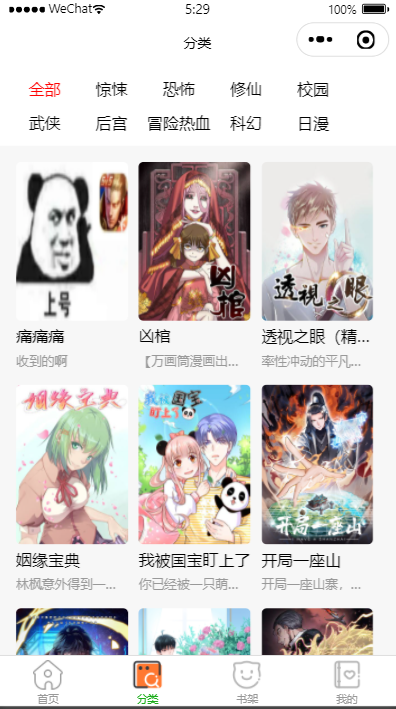 WeChat 5:29 100%
分类
全部 惊悚 恐怖 修仙 校园
武侠 后宫 冒险热血 科幻 日漫
上号
凶棺
透视之眼
痛痛痛 凶棺 透视之眼（精...
收到的啊 【万画筒漫画出... 率性冲动的平凡...
姻缘宝典
我被国宝盯上了
开局一座山
姻缘宝典 我被国宝盯上了 开局一座山
林枫意外得到一... 你已经被一只萌... 开局一座山寨，...
首页 分类 书架 我的